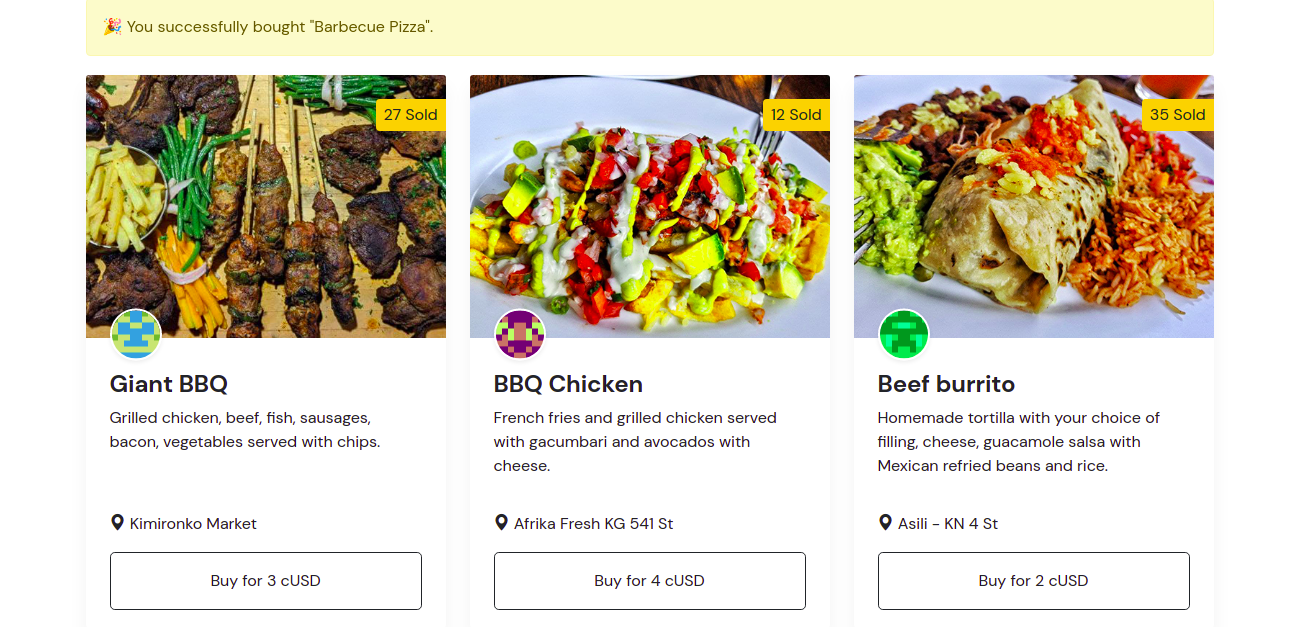 🎉 You successfully bought "Barbecue Pizza".
27 Sold
12 Sold
35 Sold
Giant BBQ
Grilled chicken, beef, fish, sausages,
bacon, vegetables served with chips.
Kimironko Market
Buy for 3 cUSD
BBQ Chicken
French fries and grilled chicken served
with gacumbari and avocados with
cheese.
Afrika Fresh KG 541 St
Buy for 4 cUSD
Beef burrito
Homemade tortilla with your choice of
filling, cheese, guacamole salsa with
Mexican refried beans and rice.
Asili - KN 4 St
Buy for 2 cUSD